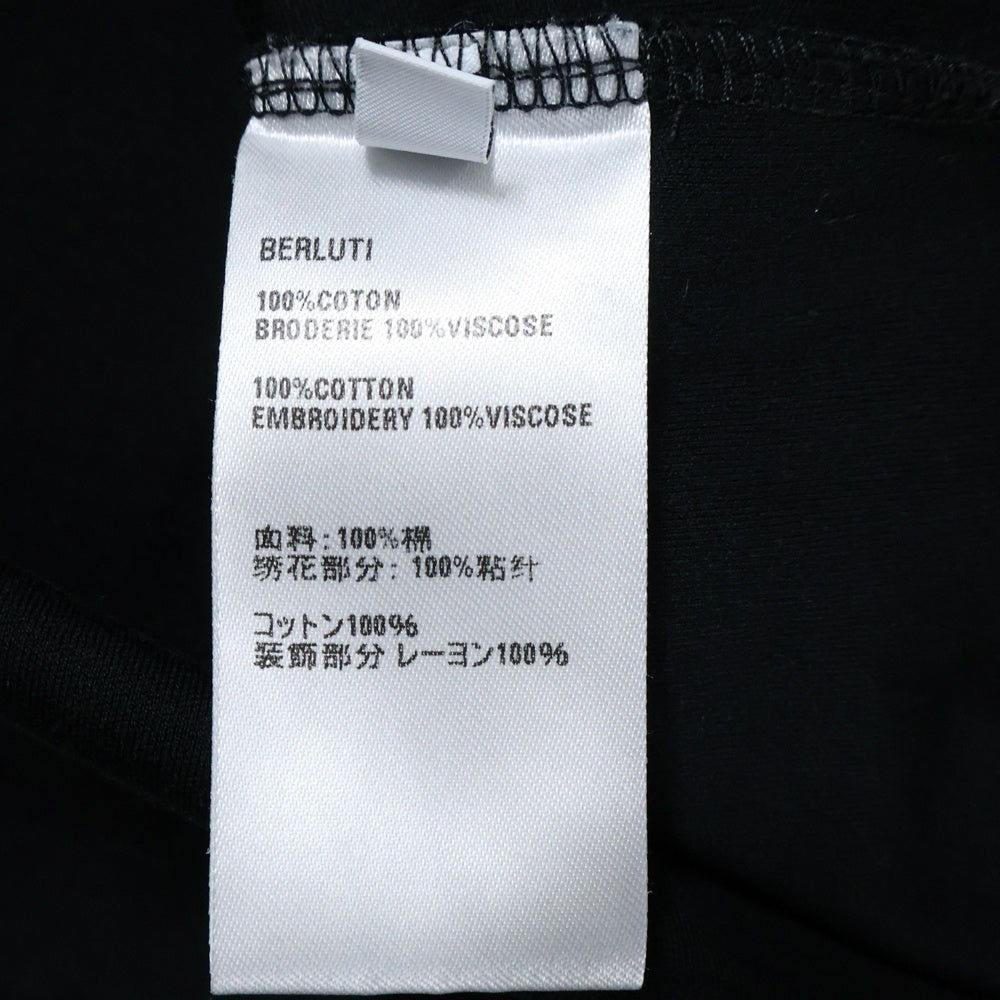 BERLUTI
100%COTON
BRODERIE 100%VISCOSE
100%COTTON
EMBROIDERY 100%VISCOSE
面料:100%棉
绣花部分:100%粘纤
コットン100%
装飾部分 レーヨン100%